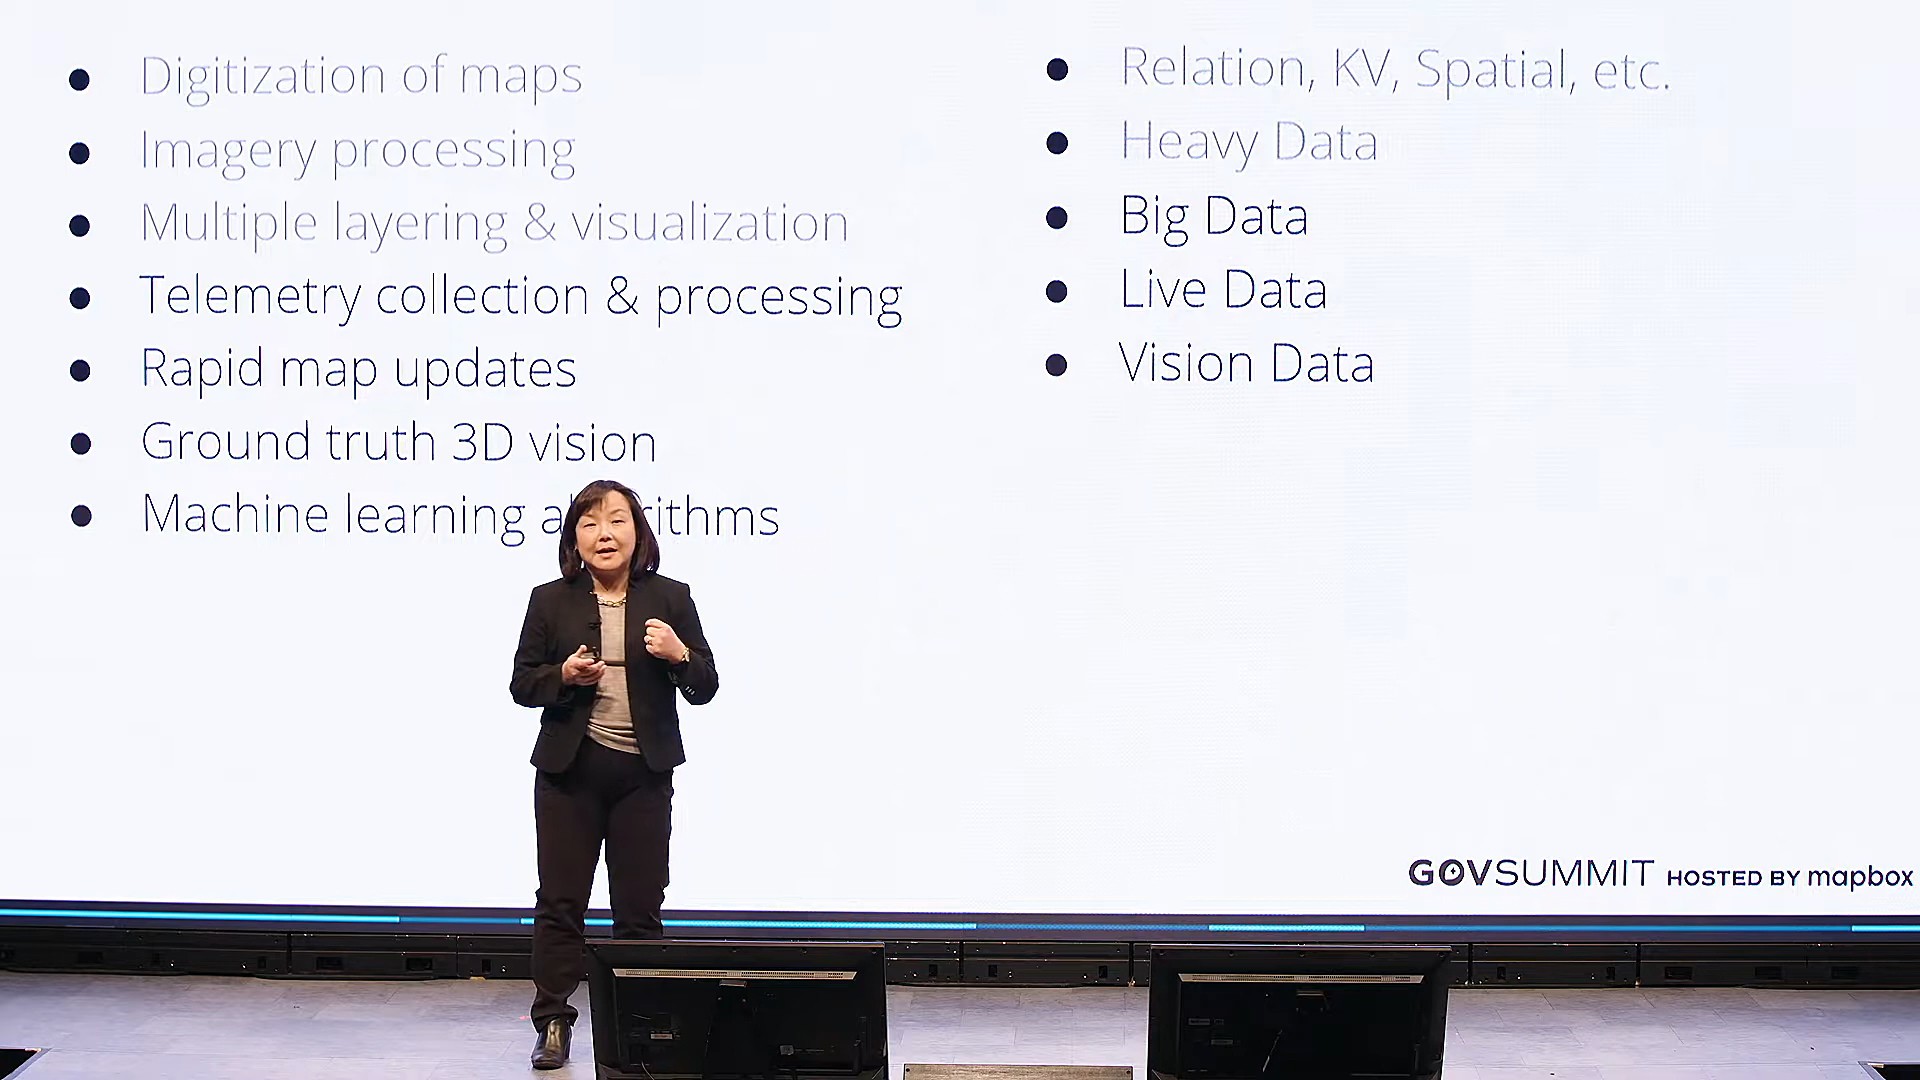 Digitization of maps
Imagery processing
Multiple layering & visualization
Telemetry collection & processing
Rapid map updates
Ground truth 3D vision
Machine learning a rithms
Relation, KV, Spatial, etc.
Heavy Data
Big Data
Live Data
Vision Data
GOVSUMMIT HOSTED BY mapbox